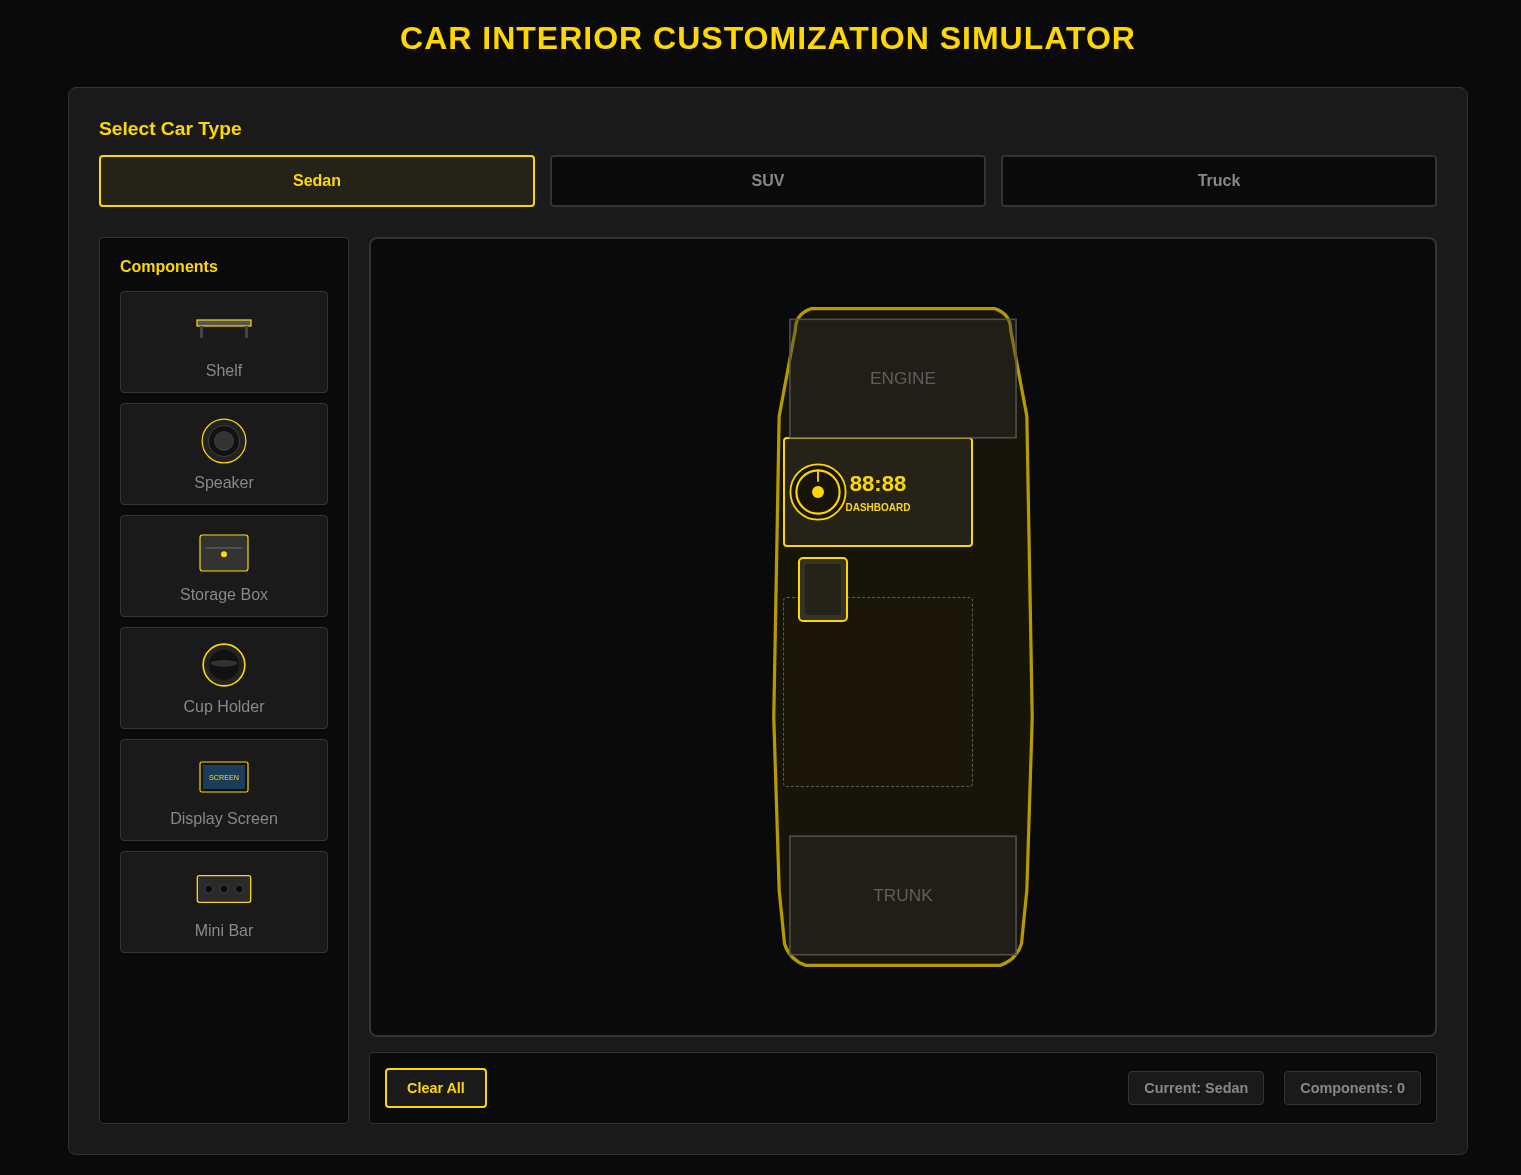 CAR INTERIOR CUSTOMIZATION SIMULATOR
Select Car Type
Sedan
SUV
Truck
Components
Shelf
Speaker
Storage Box
Cup Holder
SCREEN
Display Screen
Mini Bar
ENGINE
88:88
DASHBOARD
TRUNK
Clear All
Current: Sedan
Components: 0